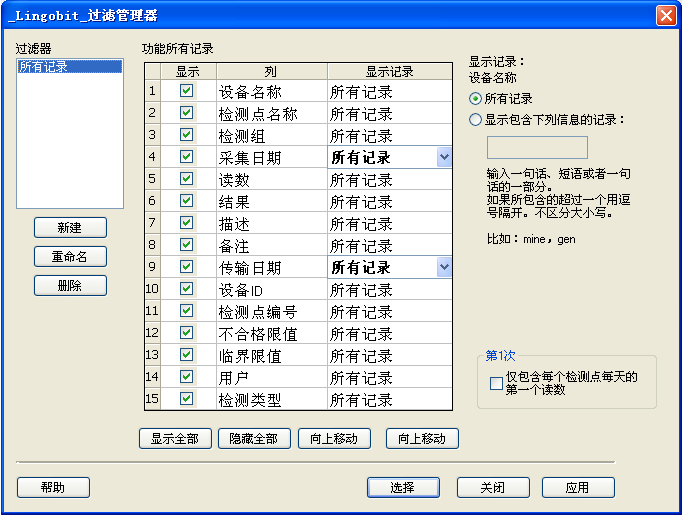 _Lingobit_过滤管理器
过滤器
所有记录
新建
重命名
删除
功能所有记录
显示 列 显示记录
1 设备名称 所有记录
2 检测点名称 所有记录
3 检测组 所有记录
4 采集日期 所有记录
5 读数 所有记录
6 结果 所有记录
7 描述 所有记录
8 备注 所有记录
9 传输日期 所有记录
10 设备ID 所有记录
11 检测点编号 所有记录
12 不合格限值 所有记录
13 临界限值 所有记录
14 用户 所有记录
15 检测类型 所有记录
显示全部 隐藏全部 向上移动 向上移动
显示记录：
设备名称
所有记录
显示包含下列信息的记录：
输入一句话、短语或者一句
话的一部分。
如果所包含的超过一个用逗
号隔开。不区分大小写。
比如：mine，gen
第1次
仅包含每个检测点每天的
第一个读数
帮助 选择 关闭 应用